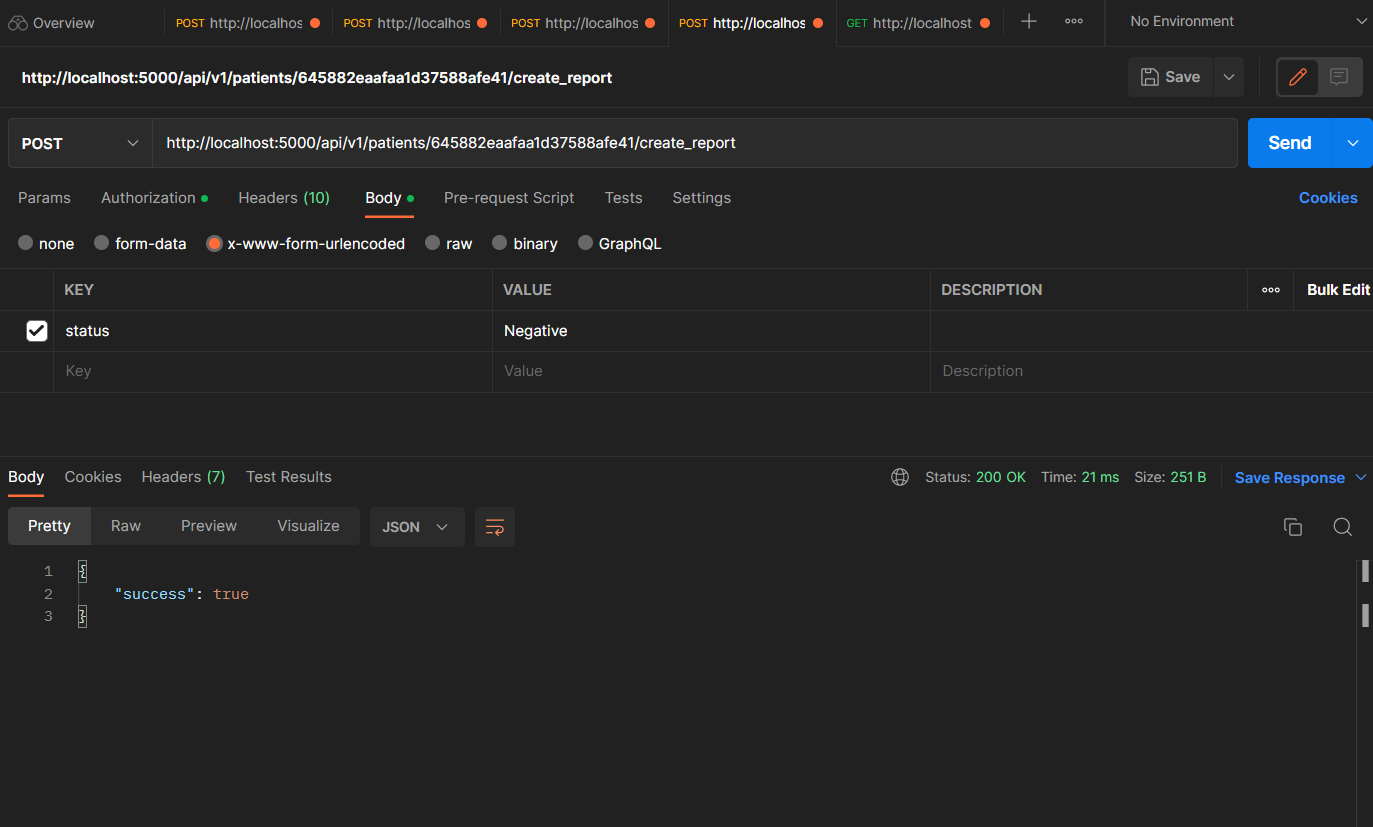 Overview POST http://localhos POST http://localhos POST http://localhos POST http://localhos GET http://localhost No Environment
http://localhost:5000/api/v1/patients/645882eaafaa1d37588afe41/create_report Save
POST http://localhost:5000/api/v1/patients/645882eaafaa1d37588afe41/create_report Send
Params Authorization Headers (10) Body Pre-request Script Tests Settings Cookies
none form-data x-www-form-urlencoded raw binary GraphQL
KEY VALUE DESCRIPTION Bulk Edit
status Negative
Key Value Description
Body Cookies Headers (7) Test Results Status: 200 OK Time: 21 ms Size: 251 B Save Response
Pretty Raw Preview Visualize JSON
1 {
2 "success": true
3 }